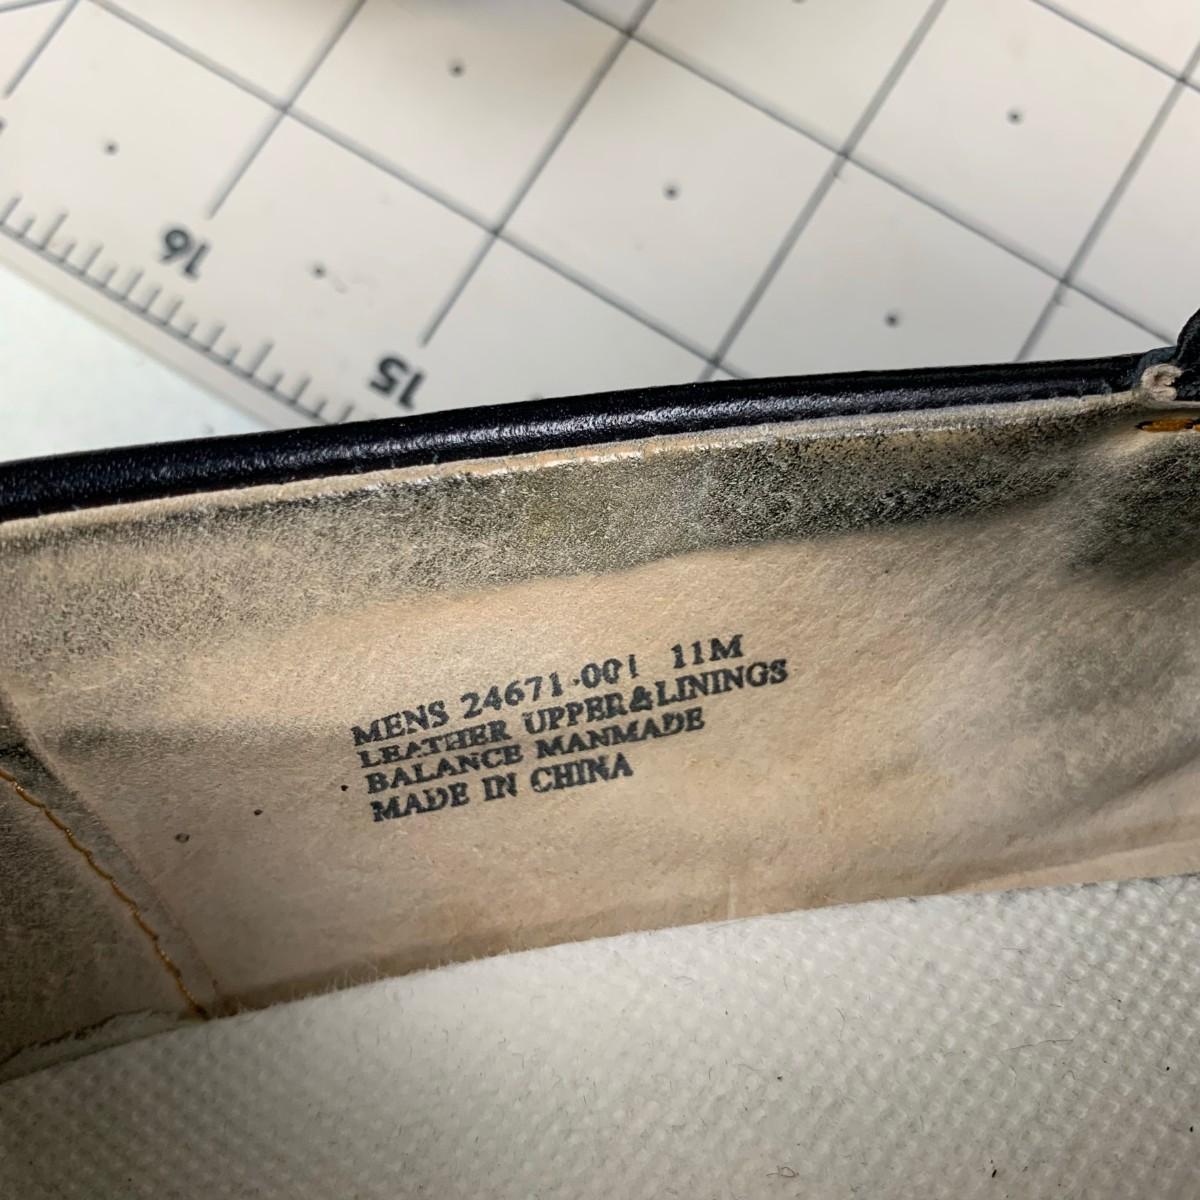 16
15
MENS 24671-001 11M
LEATHER UPPER&LININGS
BALANCE MANMADE
MADE IN CHINA